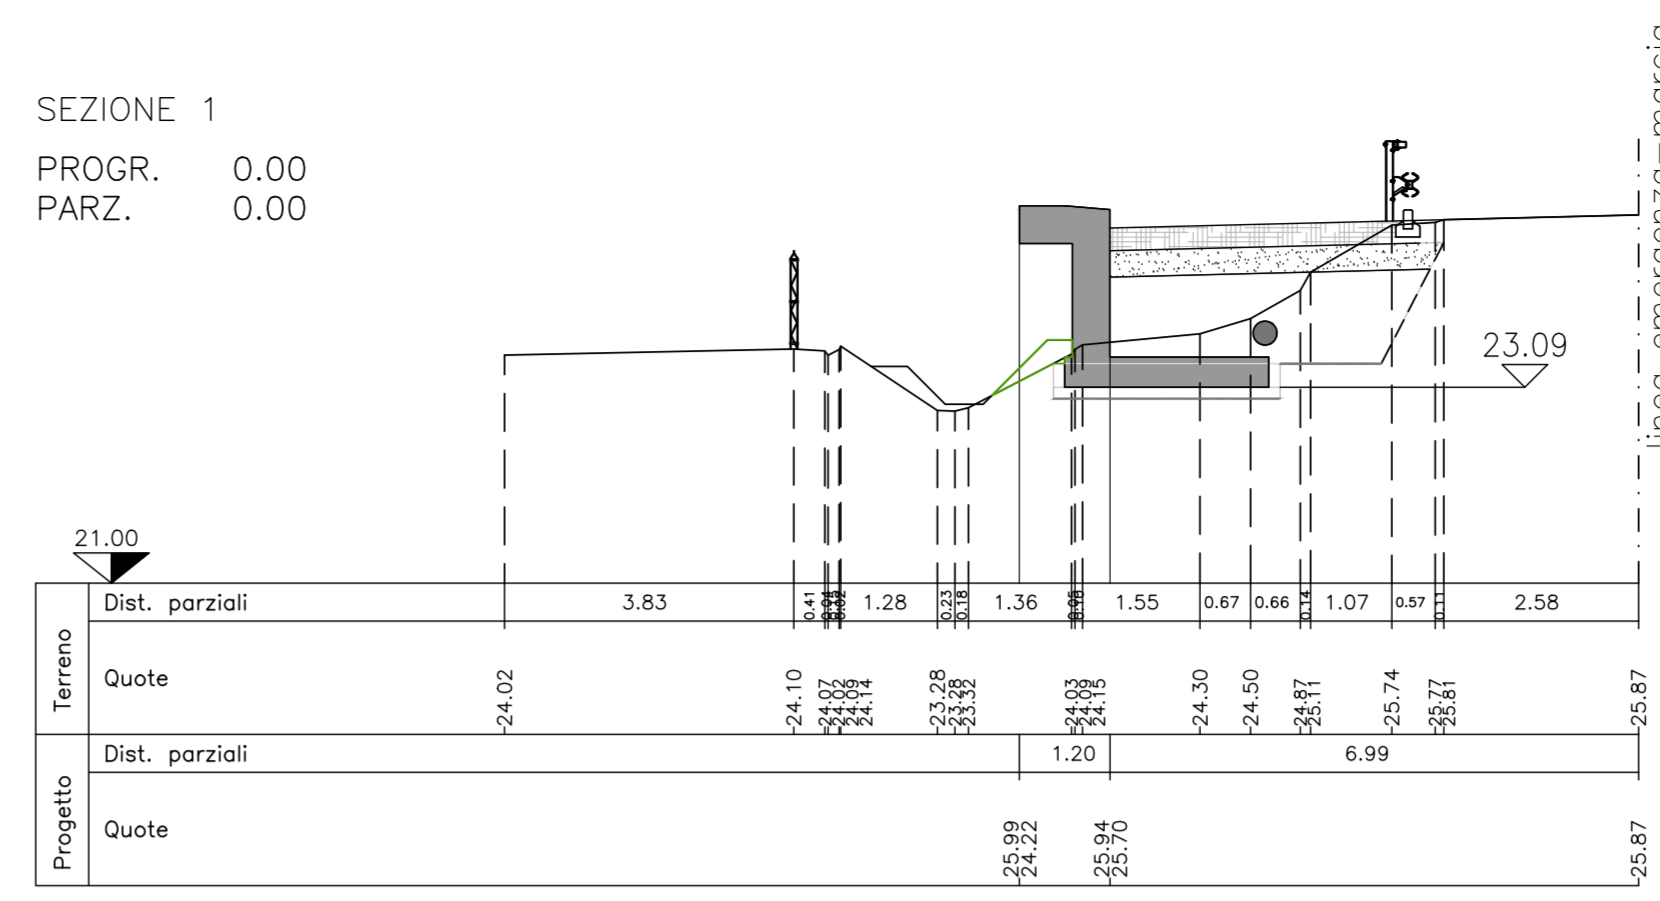 SEZIONE 1
PROGR. 0.00
PARZ. 0.00
linea emergenza-marcia
23.09
21.00
Terreno
Dist. parziali 3.83 0.41 0.02 1.28 0.23 0.18 1.36 1.55 0.67 0.66 0.14 1.07 0.57 0.11 2.58
Quote 24.02 24.10 24.07 24.02 24.09 24.14 23.28 23.28 23.32 24.03 24.09 24.15 24.30 24.50 24.87 25.11 25.74 25.77 25.81 25.87
Progetto
Dist. parziali 1.20 6.99
Quote 25.99 24.22 25.94 25.70 25.87